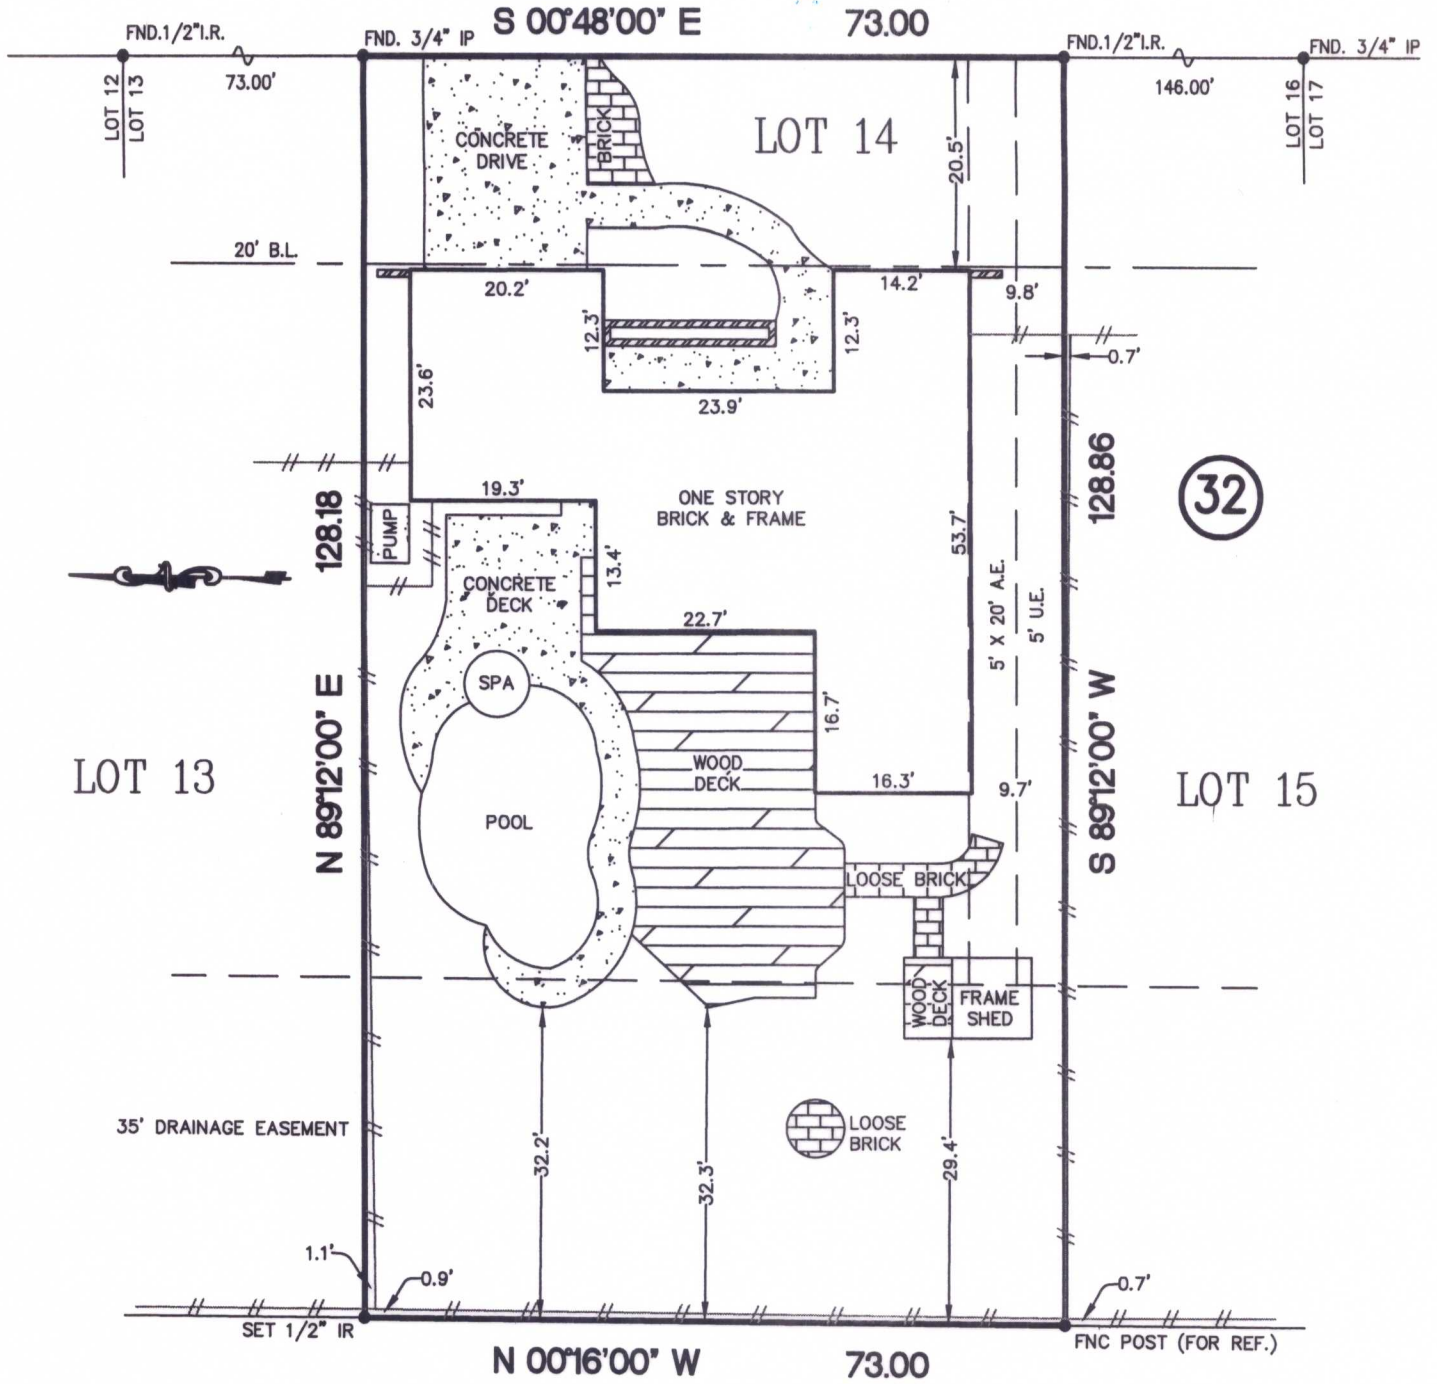 S 00°48'00" E 73.00
FND.1/2"I.R.
FND. 3/4" IP
FND.1/2"I.R.
FND. 3/4" IP
73.00'
146.00'
LOT 12
LOT 13
LOT 16
LOT 17
CONCRETE
DRIVE
BRICK
LOT 14
20.5'
20' B.L.
20.2'
14.2'
9.8'
12.3'
12.3'
0.7'
23.6'
23.9'
128.18
19.3'
ONE STORY
BRICK & FRAME
128.86
32
PUMP
53.7'
CONCRETE
DECK
13.4'
22.7'
5' X 20' A.E.
5' U.E.
SPA
16.7'
N 89°12'00" E
S 89°12'00" W
LOT 13
WOOD
DECK
16.3'
9.7'
LOT 15
POOL
LOOSE BRICK
WOOD
DECK
FRAME
SHED
35' DRAINAGE EASEMENT
32.2'
32.3'
LOOSE
BRICK
29.4'
1.1'
0.9'
0.7'
SET 1/2" IR
FNC POST (FOR REF.)
N 00°16'00" W 73.00